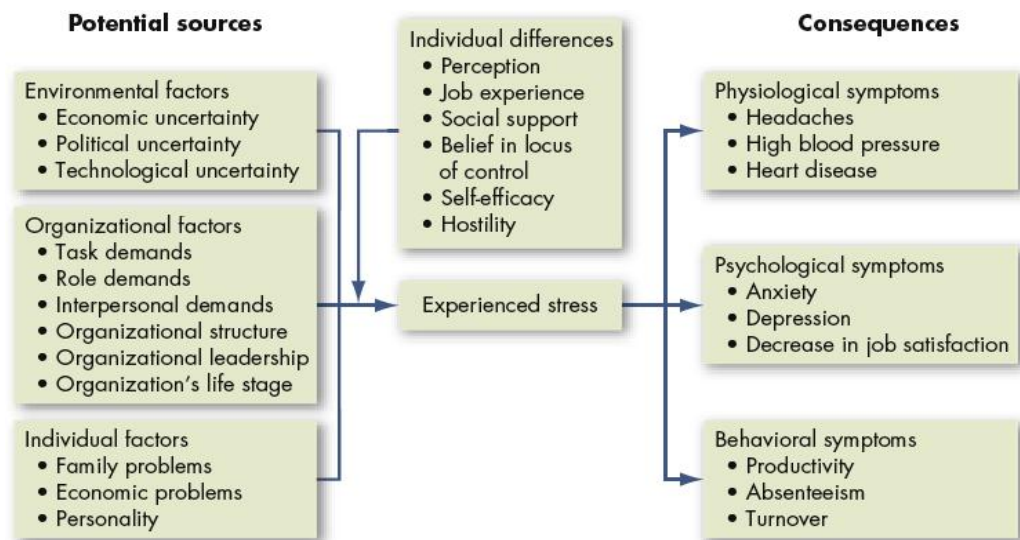 Potential sources
Environmental factors
• Economic uncertainty
• Political uncertainty
• Technological uncertainty
Organizational factors
• Task demands
• Role demands
• Interpersonal demands
• Organizational structure
• Organizational leadership
• Organization's life stage
Individual factors
• Family problems
• Economic problems
• Personality
Individual differences
• Perception
• Job experience
• Social support
• Belief in locus
of control
• Self-efficacy
• Hostility
Experienced stress
Consequences
Physiological symptoms
• Headaches
• High blood pressure
• Heart disease
Psychological symptoms
• Anxiety
• Depression
• Decrease in job satisfaction
Behavioral symptoms
• Productivity
• Absenteeism
• Turnover